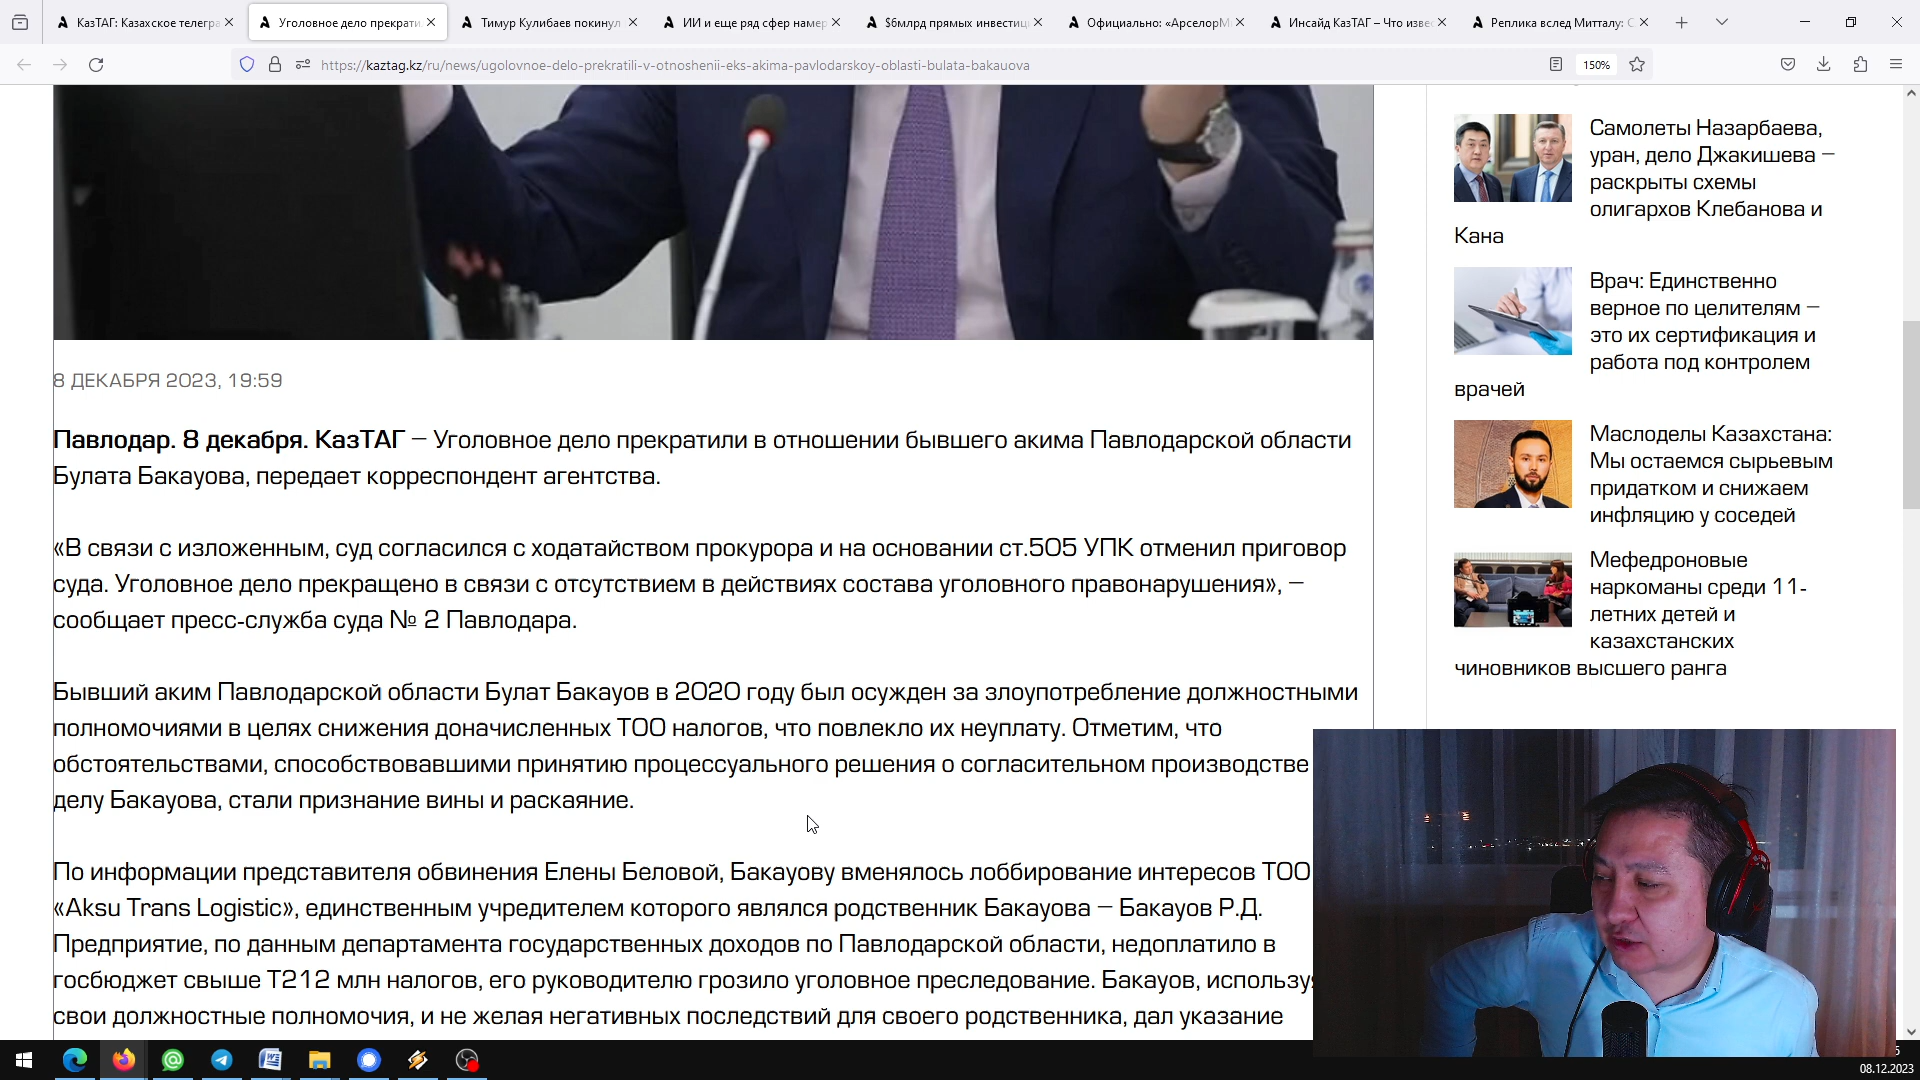 КазТАГ: Казахское телегра
Уголовное дело прекрати
Тимур Кулибаев покинул
ИИ и еще ряд сфер намер
$6млрд прямых инвестиц
Официально: «АрселорМ
Инсайд КазТАГ – Что изве
Реплика вслед Митталу: С
https://kaztag.kz/ru/news/ugolovnoe-delo-prekratili-v-otnoshenii-eks-akima-pavlodarskoy-oblasti-bulata-bakauova
150%
8 ДЕКАБРЯ 2023, 19:59
Павлодар. 8 декабря. КазТАГ – Уголовное дело прекратили в отношении бывшего акима Павлодарской области
Булата Бакауова, передает корреспондент агентства.
«В связи с изложенным, суд согласился с ходатайством прокурора и на основании ст.505 УПК отменил приговор
суда. Уголовное дело прекращено в связи с отсутствием в действиях состава уголовного правонарушения», –
сообщает пресс-служба суда № 2 Павлодара.
Бывший аким Павлодарской области Булат Бакауов в 2020 году был осужден за злоупотребление должностными
полномочиями в целях снижения доначисленных ТОО налогов, что повлекло их неуплату. Отметим, что
обстоятельствами, способствовавшими принятию процессуального решения о согласительном производстве
делу Бакауова, стали признание вины и раскаяние.
По информации представителя обвинения Елены Беловой, Бакауову вменялось лоббирование интересов ТОО
«Aksu Trans Logistic», единственным учредителем которого являлся родственник Бакауова – Бакауов Р.Д.
Предприятие, по данным департамента государственных доходов по Павлодарской области, недоплатило в
госбюджет свыше Т212 млн налогов, его руководителю грозило уголовное преследование. Бакауов, используя
свои должностные полномочия, и не желая негативных последствий для своего родственника, дал указание
Самолеты Назарбаева,
уран, дело Джакишева –
раскрыты схемы
олигархов Клебанова и
Кана
Врач: Единственно
верное по целителям –
это их сертификация и
работа под контролем
врачей
Маслоделы Казахстана:
Мы остаемся сырьевым
придатком и снижаем
инфляцию у соседей
Мефедроновые
наркоманы среди 11-
летних детей и
казахстанских
чиновников высшего ранга
08.12.2023